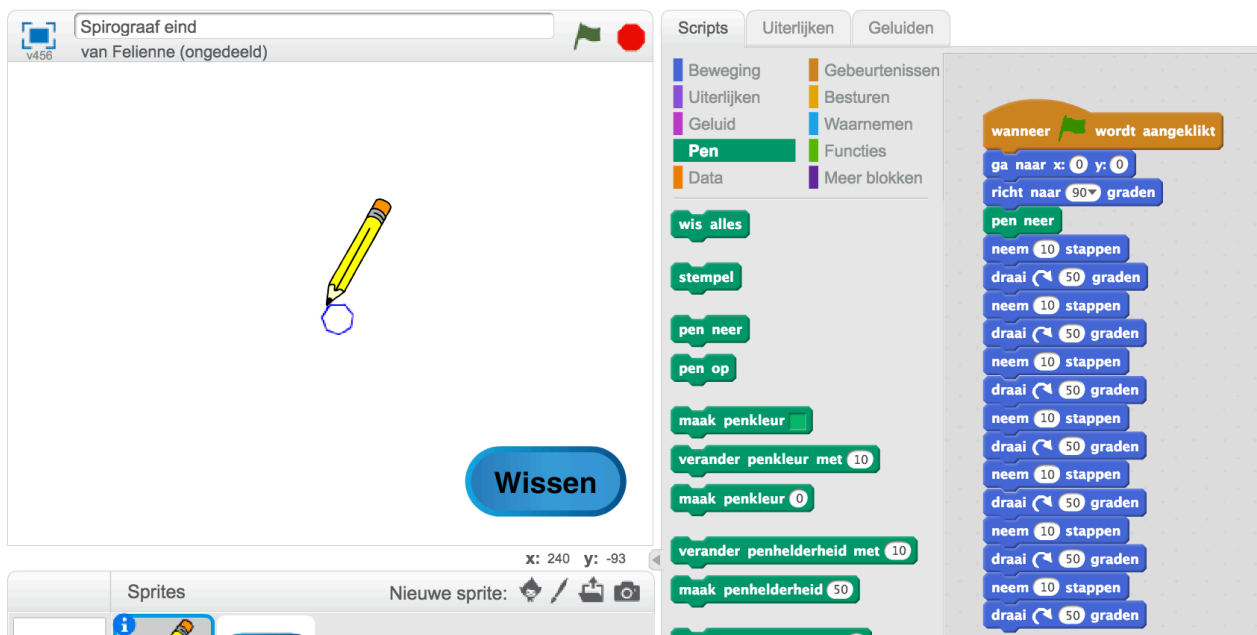 Spirograaf eind
van Felienne (ongedeeld)
v456
Wissen
x: 240 y: -93
Sprites
Nieuwe sprite:
Scripts
Uiterlijken
Geluiden
Beweging
Gebeurtenissen
Uiterlijken
Besturen
Geluid
Waarnemen
Pen
Functies
Data
Meer blokken
wis alles
stempel
pen neer
pen op
maak penkleur
verander penkleur met 10
maak penkleur 0
verander penhelderheid met 10
maak penhelderheid 50
wanneer wordt aangeklikt
ga naar x: 0 y: 0
richt naar 90 graden
pen neer
neem 10 stappen
draai 50 graden
neem 10 stappen
draai 50 graden
neem 10 stappen
draai 50 graden
neem 10 stappen
draai 50 graden
neem 10 stappen
draai 50 graden
neem 10 stappen
draai 50 graden
neem 10 stappen
draai 50 graden